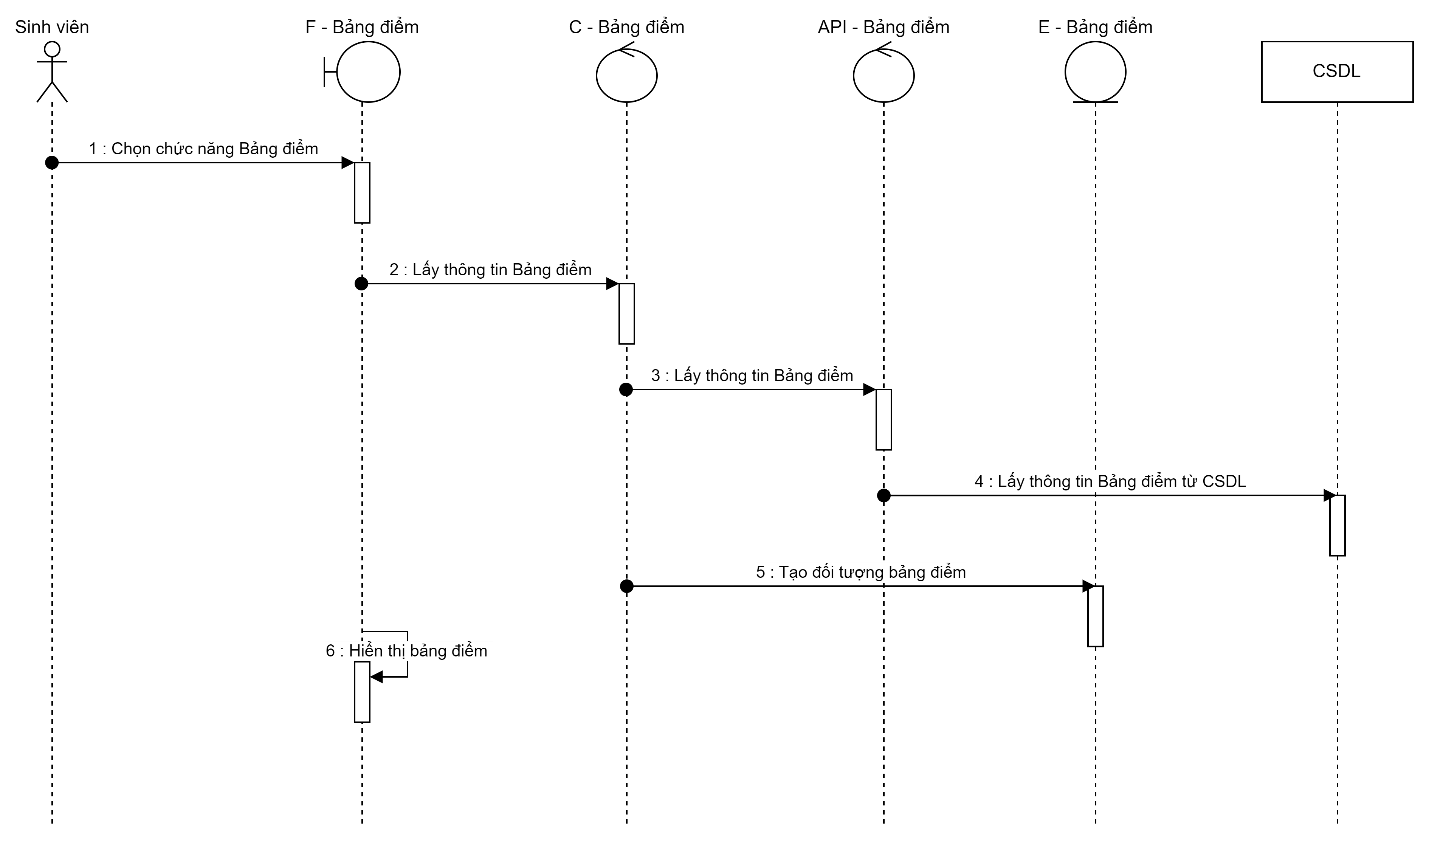 Sinh viên
F - Bảng điểm
C - Bảng điểm
API - Bảng điểm
E - Bảng điểm
CSDL
1 : Chọn chức năng Bảng điểm
2 : Lấy thông tin Bảng điểm
3 : Lấy thông tin Bảng điểm
4 : Lấy thông tin Bảng điểm từ CSDL
5 : Tạo đối tượng bảng điểm
6 : Hiển thị bảng điểm